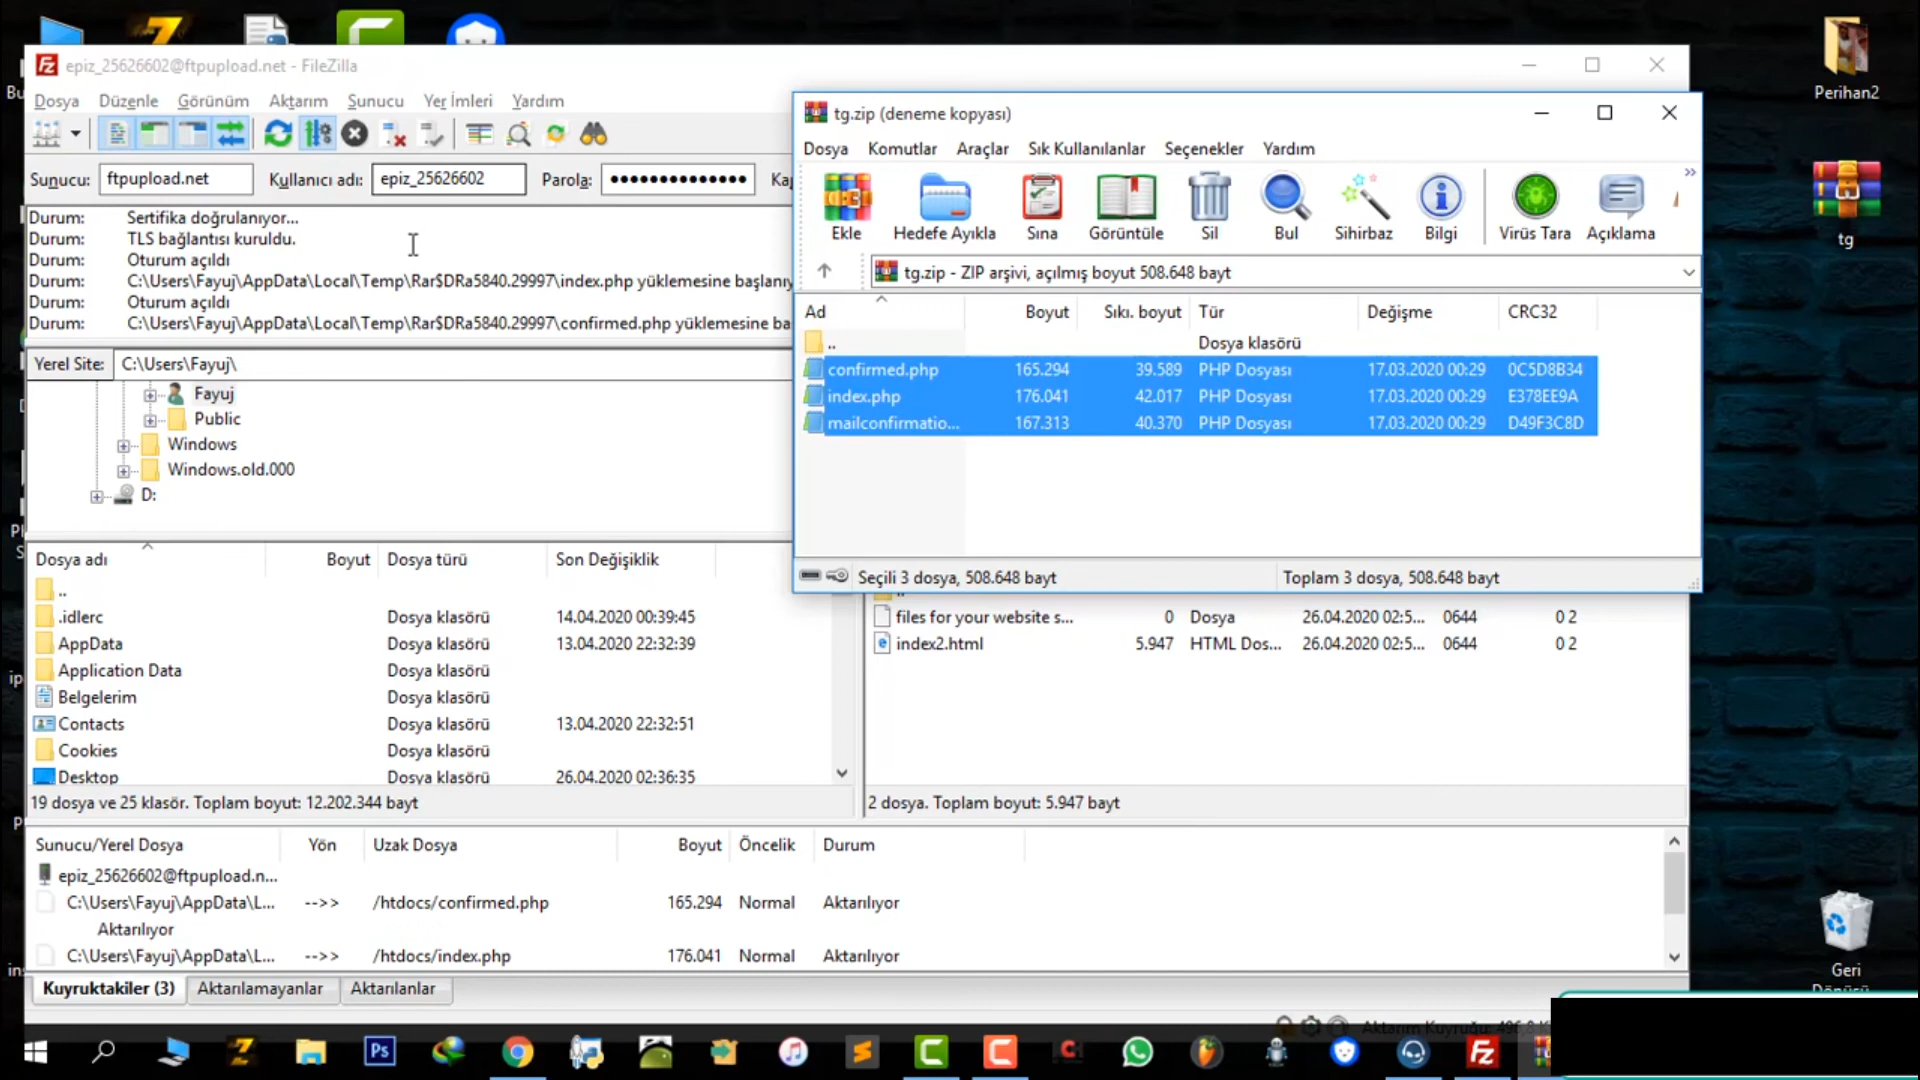 epiz_25626602@ftpupload.net - FileZilla
Dosya Düzenle Görünüm Aktarım Sunucu Yer İmleri Yardım
Sunucu: ftpupload.net Kullanıcı adı: epiz_25626602 Parola: ●●●●●●●●●●●●●●●
Durum: Sertifika doğrulanıyor...
Durum: TLS bağlantısı kuruldu.
Durum: Oturum açıldı
Durum: C:\Users\Fayuj\AppData\Local\Temp\Rar$DRa5840.29997\index.php yüklemesine
Durum: Oturum açıldı
Durum: C:\Users\Fayuj\AppData\Local\Temp\Rar$DRa5840.29997\confirmed.php yüklemesine
Yerel Site: C:\Users\Fayuj\
Fayuj
Public
Windows
Windows.old.000
D:
Dosya adı Boyut Dosya türü Son Değişiklik
..
.idlerc Dosya klasörü 14.04.2020 00:39:45
AppData Dosya klasörü 13.04.2020 22:32:39
Application Data Dosya klasörü
Belgelerim Dosya klasörü
Contacts Dosya klasörü 13.04.2020 22:32:51
Cookies Dosya klasörü
Desktop Dosya klasörü 26.04.2020 02:36:35
19 dosya ve 25 klasör. Toplam boyut: 12.202.344 bayt
tg.zip (deneme kopyası)
Dosya Komutlar Araçlar Sık Kullanılanlar Seçenekler Yardım
Ekle Hedefe Ayıkla Sına Görüntüle Sil Bul Sihirbaz Bilgi Virüs Tara Açıklama
tg.zip - ZIP arşivi, açılmış boyut 508.648 bayt
Ad Boyut Sıkı. boyut Tür Değişme CRC32
.. Dosya klasörü
confirmed.php 165.294 39.589 PHP Dosyası 17.03.2020 00:29 0C5D8B34
index.php 176.041 42.017 PHP Dosyası 17.03.2020 00:29 E378EE9A
mailconfirmatio... 167.313 40.370 PHP Dosyası 17.03.2020 00:29 D49F3C8D
Seçili 3 dosya, 508.648 bayt Toplam 3 dosya, 508.648 bayt
files for your website s... 0 Dosya 26.04.2020 02:5... 0644 0 2
index2.html 5.947 HTML Dos... 26.04.2020 02:5... 0644 0 2
2 dosya. Toplam boyut: 5.947 bayt
Sunucu/Yerel Dosya Yön Uzak Dosya Boyut Öncelik Durum
epiz_25626602@ftpupload.n...
C:\Users\Fayuj\AppData\L... -->> /htdocs/confirmed.php 165.294 Normal Aktarılıyor
Aktarılıyor
C:\Users\Fayuj\AppData\L... -->> /htdocs/index.php 176.041 Normal Aktarılıyor
Kuyruktakiler (3) Aktarılamayanlar Aktarılanlar
Aktarım Kuyruğu: 496,8
Perihan2
tg
Geri
Dönüşü...
Ps